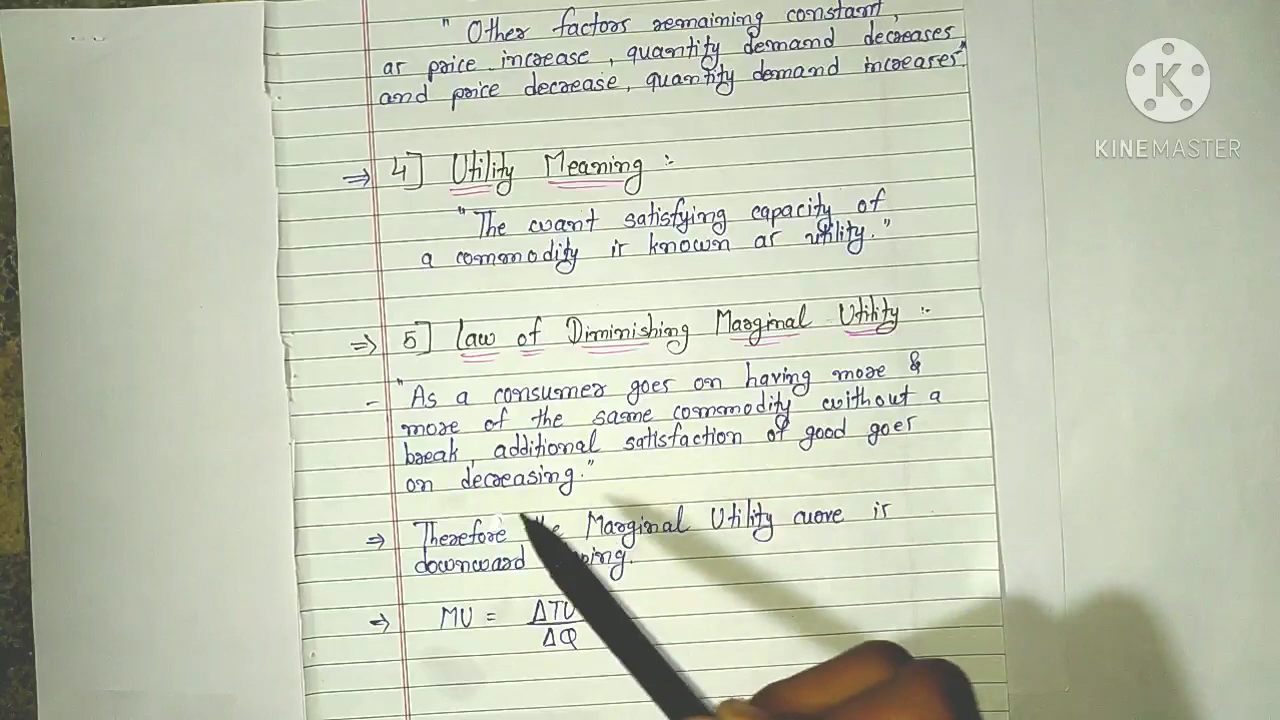 " Other factors remaining constant,
as price increase, quantity demand decreases
and price decrease, quantity demand increases"
⇒ 4] Utility Meaning :-
"The want satisfying capacity of
a commodity is known as utility."
⇒ 5] Law of Diminishing Marginal Utility :-
- "As a consumer goes on having more &
more of the same commodity without a
break, additional satisfaction of good goes
on decreasing."
⇒ Therefore the Marginal Utility curve is
downward
⇒ MU = ΔTU
ΔQ
K
KINEMASTER